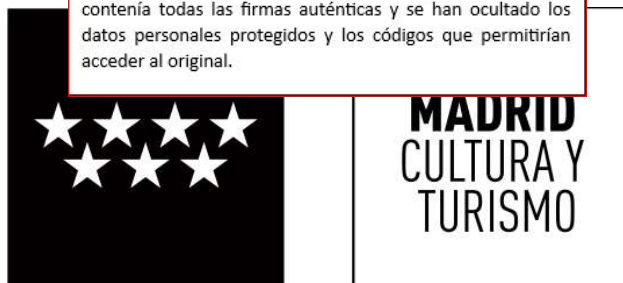 contenía todas las firmas auténticas y se han ocultado los
datos personales protegidos y los códigos que permitirían
acceder al original.
MADRID
CULTURA Y
TURISMO